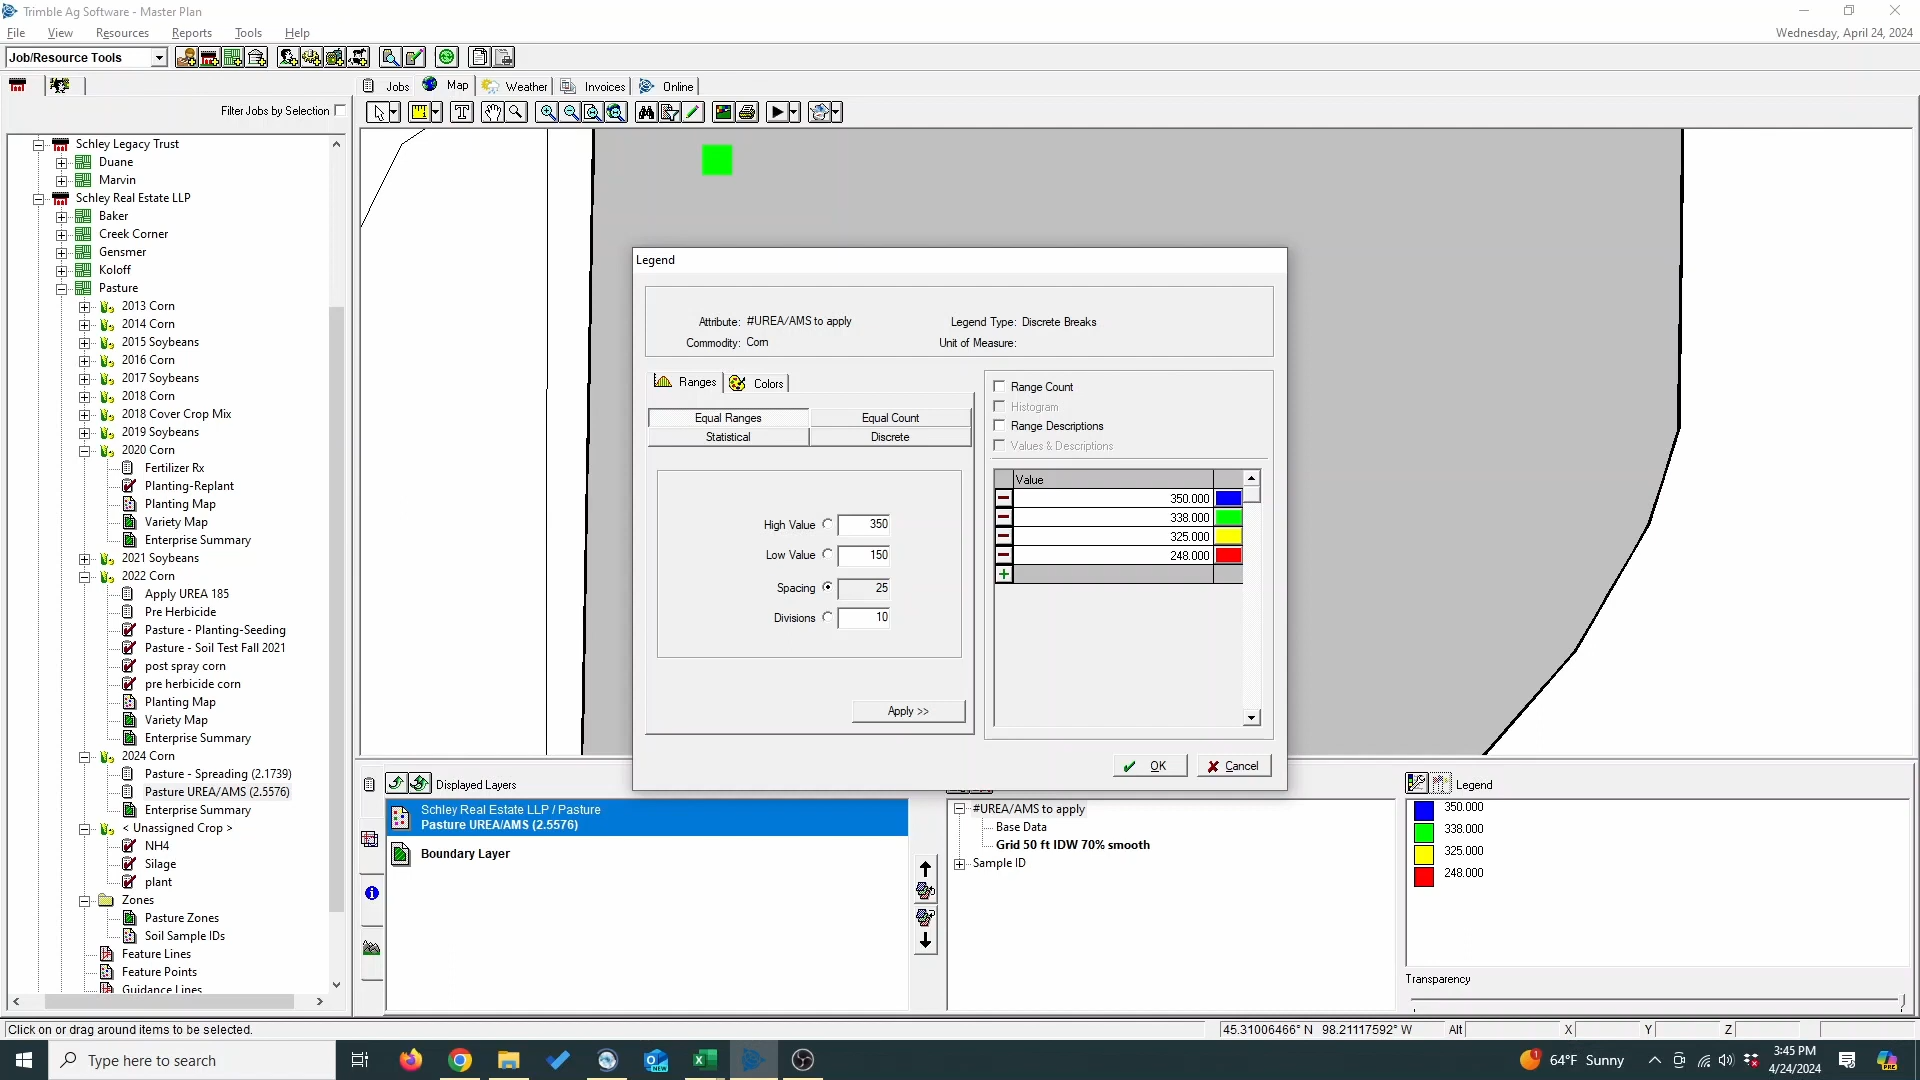 Trimble Ag Software - Master Plan
File View Resources Reports Tools Help
Wednesday, April 24, 2024
Job/Resource Tools
Jobs Map Weather Invoices Online
Filter Jobs by Selection
Schley Legacy Trust
Duane
Marvin
Schley Real Estate LLP
Baker
Creek Corner
Gensmer
Koloff
Pasture
2013 Corn
2014 Corn
2015 Soybeans
2016 Corn
2017 Soybeans
2018 Corn
2018 Cover Crop Mix
2019 Soybeans
2020 Corn
Fertilizer Rx
Planting-Replant
Planting Map
Variety Map
Enterprise Summary
2021 Soybeans
2022 Corn
Apply UREA 185
Pre Herbicide
Pasture - Planting-Seeding
Pasture - Soil Test Fall 2021
post spray corn
pre herbicide corn
Planting Map
Variety Map
Enterprise Summary
2024 Corn
Pasture - Spreading (2.1739)
Pasture UREA/AMS (2.5576)
Enterprise Summary
< Unassigned Crop >
NH4
Silage
plant
Zones
Pasture Zones
Soil Sample IDs
Feature Lines
Feature Points
Guidance Lines
Legend
Attribute: #UREA/AMS to apply
Legend Type: Discrete Breaks
Commodity: Corn
Unit of Measure:
Ranges Colors
Equal Ranges Equal Count
Statistical Discrete
High Value 350
Low Value 150
Spacing 25
Divisions 10
Apply >>
Range Count
Histogram
Range Descriptions
Values & Descriptions
Value
350.000
338.000
325.000
248.000
OK Cancel
Displayed Layers
Schley Real Estate LLP / Pasture
Pasture UREA/AMS (2.5576)
Boundary Layer
#UREA/AMS to apply
Base Data
Grid 50 ft IDW 70% smooth
Sample ID
Legend
350.000
338.000
325.000
248.000
Transparency
Click on or drag around items to be selected.
45.31006466° N 98.21117592° W Alt X Y Z
Type here to search
64°F Sunny
3:45 PM
4/24/2024